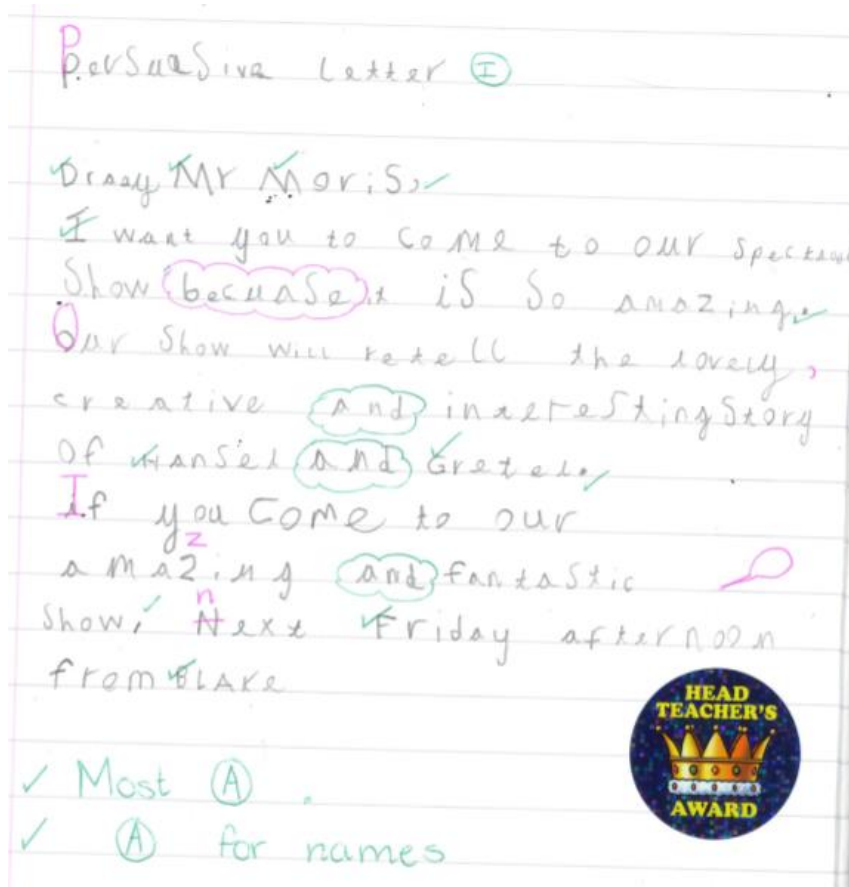 Persuasive letter I
Dreay Mr Moris,
I want you to come to our
Show becuase it is so amazing.
Our Show will retell the lovely,
creative and interesting Story
Of Hansel and Gretel.
If you Come to our
amazing and fantastic
Show, next Friday afternoon
from BLAKe
HEAD
TEACHER'S
AWARD
✓ Most A .
✓ A for names